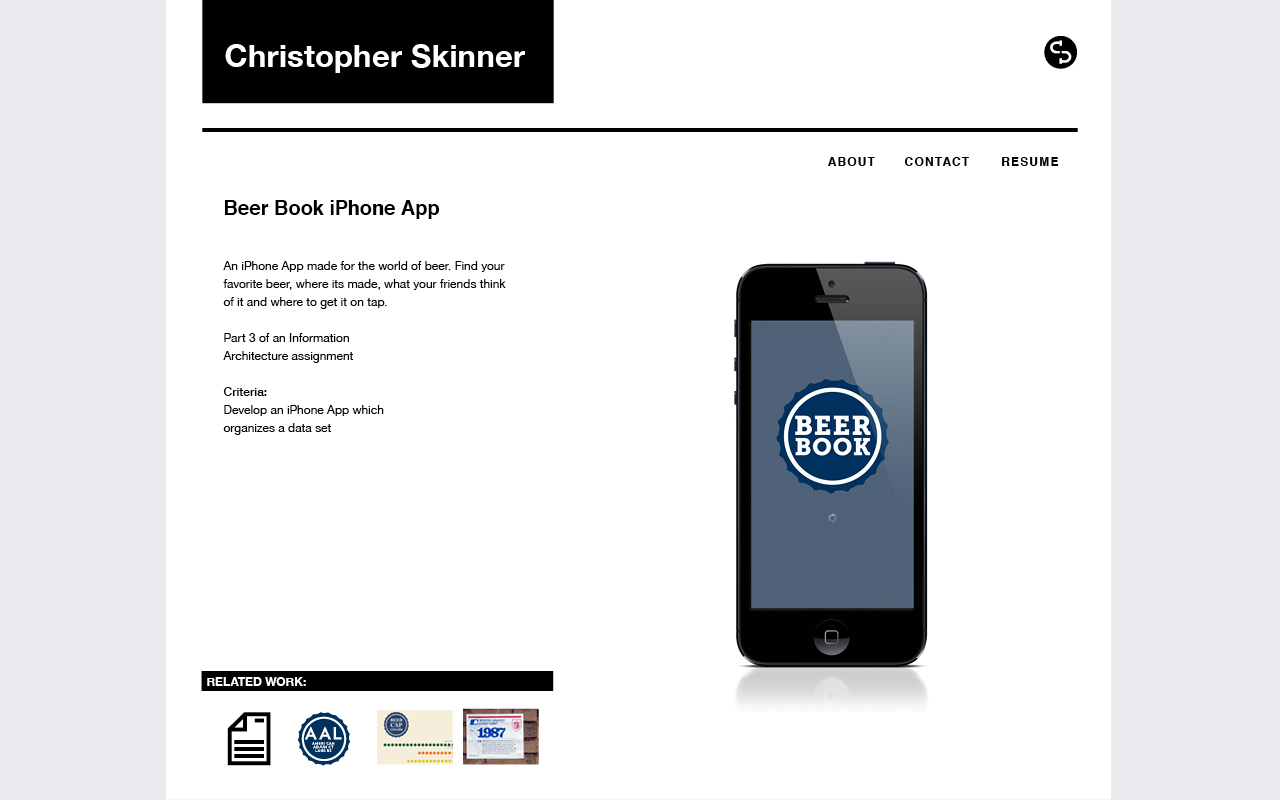 Christopher Skinner
ABOUT CONTACT RESUME
Beer Book iPhone App
An iPhone App made for the world of beer. Find your
favorite beer, where its made, what your friends think
of it and where to get it on tap.
Part 3 of an Information
Architecture assignment
Criteria:
Develop an iPhone App which
organizes a data set
BEER
BOOK
RELATED WORK:
AAL
BEER
CAP
1987